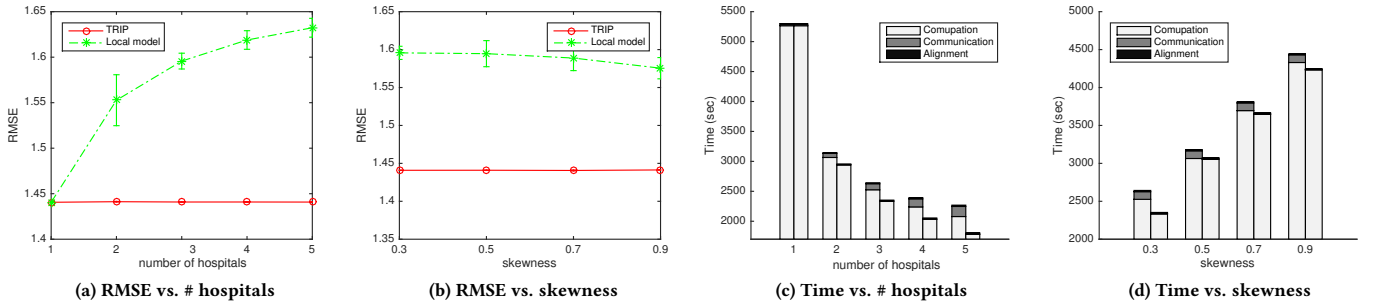 1.65
1.6
1.55
1.5
1.45
1.4
RMSE
TRIP
Local model
1 2 3 4 5
number of hospitals
(a) RMSE vs. # hospitals
1.65
1.6
1.55
1.5
1.45
1.4
1.35
RMSE
TRIP
Local model
0.3 0.5 0.7 0.9
skewness
(b) RMSE vs. skewness
5500
5000
4500
4000
3500
3000
2500
2000
Time (sec)
Comupation
Communication
Alignment
1 2 3 4 5
number of hospitals
(c) Time vs. # hospitals
5000
4500
4000
3500
3000
2500
2000
Time (sec)
Comupation
Communication
Alignment
0.3 0.5 0.7 0.9
skewness
(d) Time vs. skewness